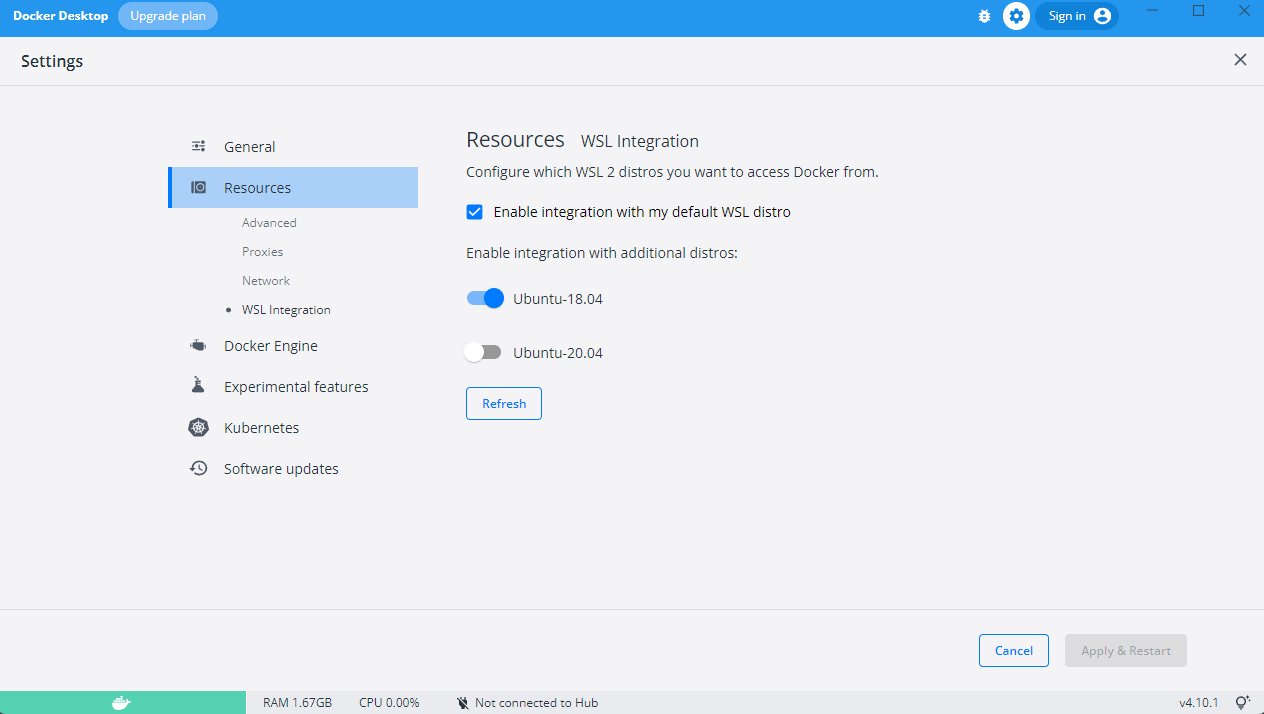 Docker Desktop Upgrade plan Sign in
Settings
General
Resources
Advanced
Proxies
Network
WSL Integration
Docker Engine
Experimental features
Kubernetes
Software updates
Resources WSL Integration
Configure which WSL 2 distros you want to access Docker from.
Enable integration with my default WSL distro
Enable integration with additional distros:
Ubuntu-18.04
Ubuntu-20.04
Refresh
Cancel Apply & Restart
RAM 1.67GB CPU 0.00% Not connected to Hub v4.10.1